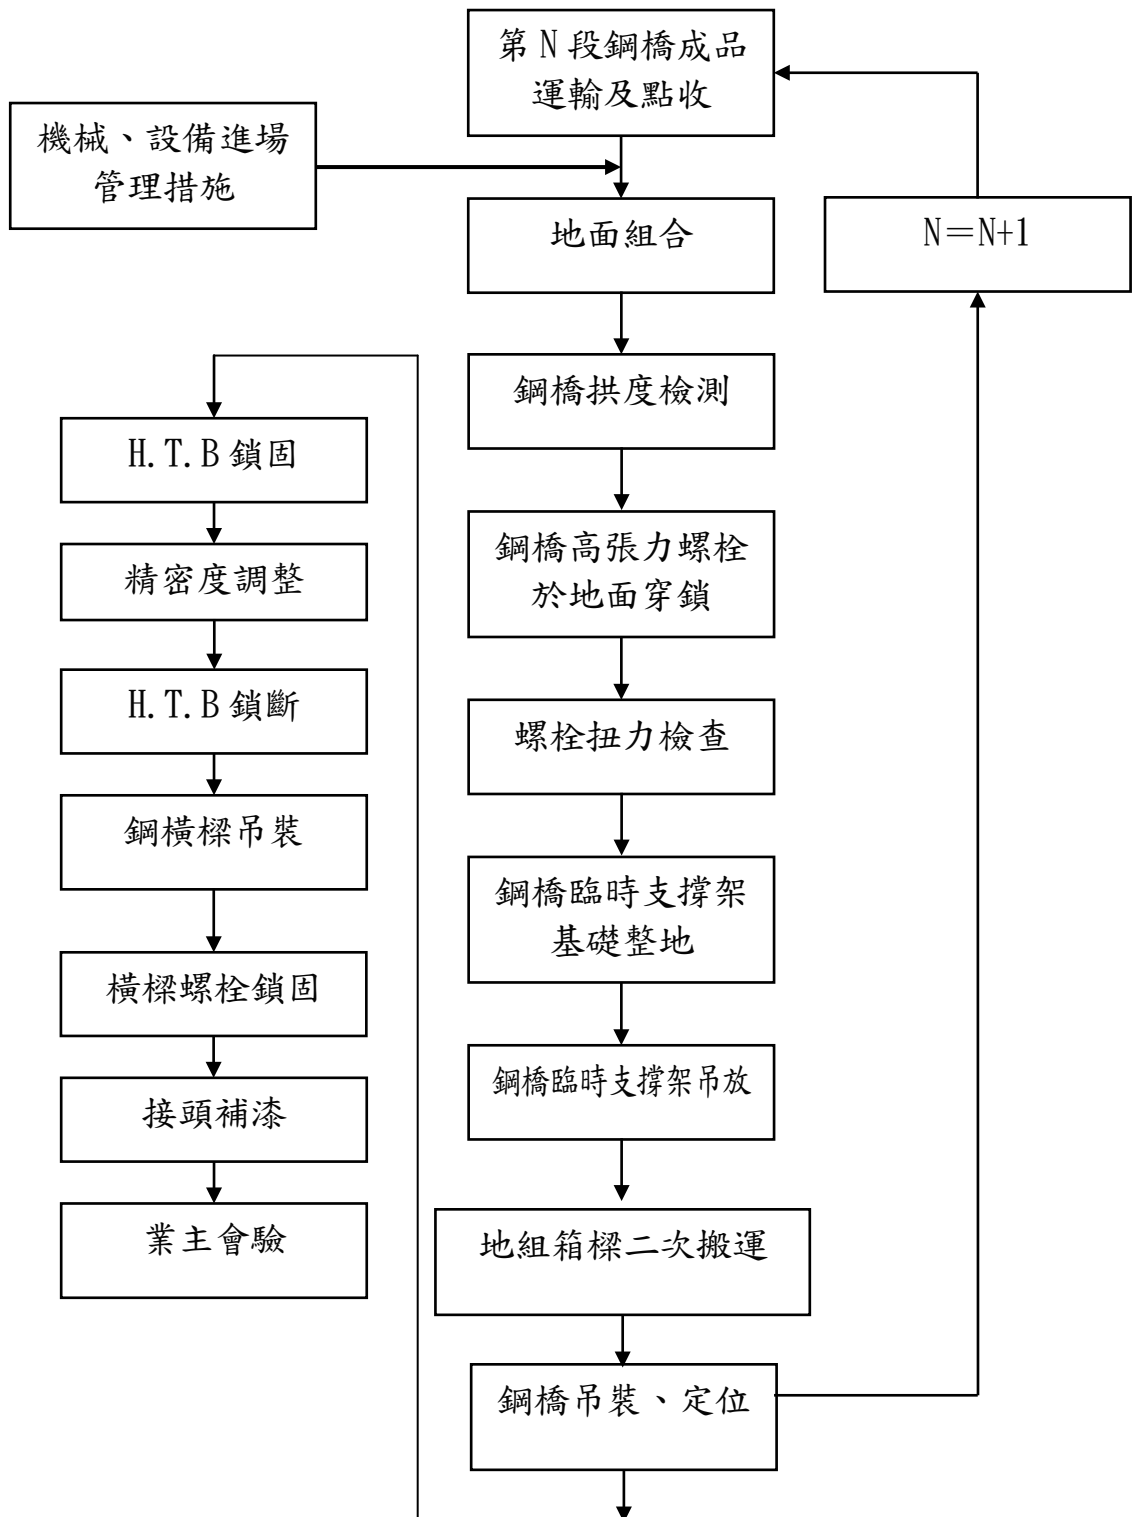 第 N 段鋼橋成品
運輸及點收
機械、設備進場
管理措施
地面組合
N＝N+1
鋼橋拱度檢測
鋼橋高張力螺栓
於地面穿鎖
螺栓扭力檢查
鋼橋臨時支撐架
基礎整地
鋼橋臨時支撐架吊放
地組箱樑二次搬運
鋼橋吊裝、定位
H.T.B 鎖固
精密度調整
H.T.B 鎖斷
鋼橫樑吊裝
橫樑螺栓鎖固
接頭補漆
業主會驗